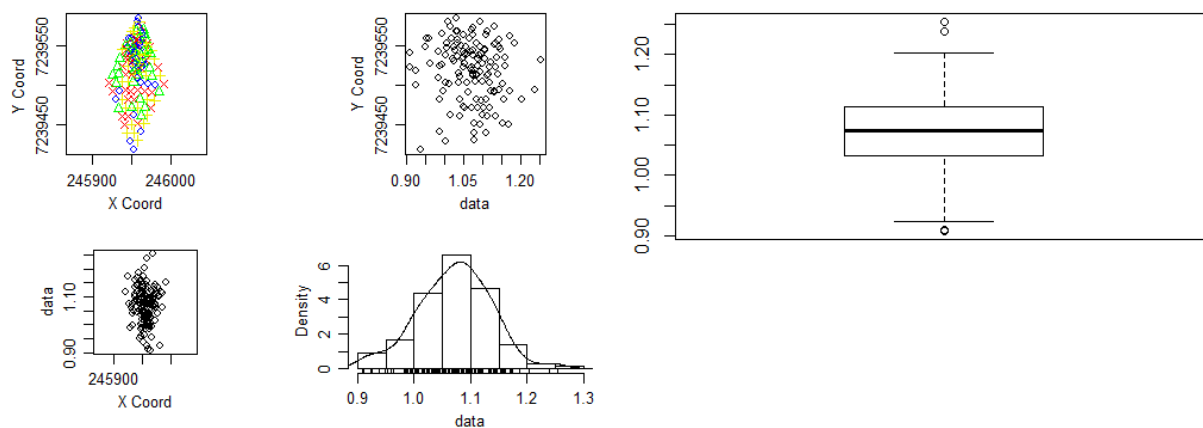 Y Coord
7239450 7239550
245900 246000
X Coord
Y Coord
7239450 7239550
0.90 1.05 1.20
data
0.90 1.00 1.10 1.20
data
0.90 1.10
245900
X Coord
Density
0 2 4 6
0.9 1.0 1.1 1.2 1.3
data